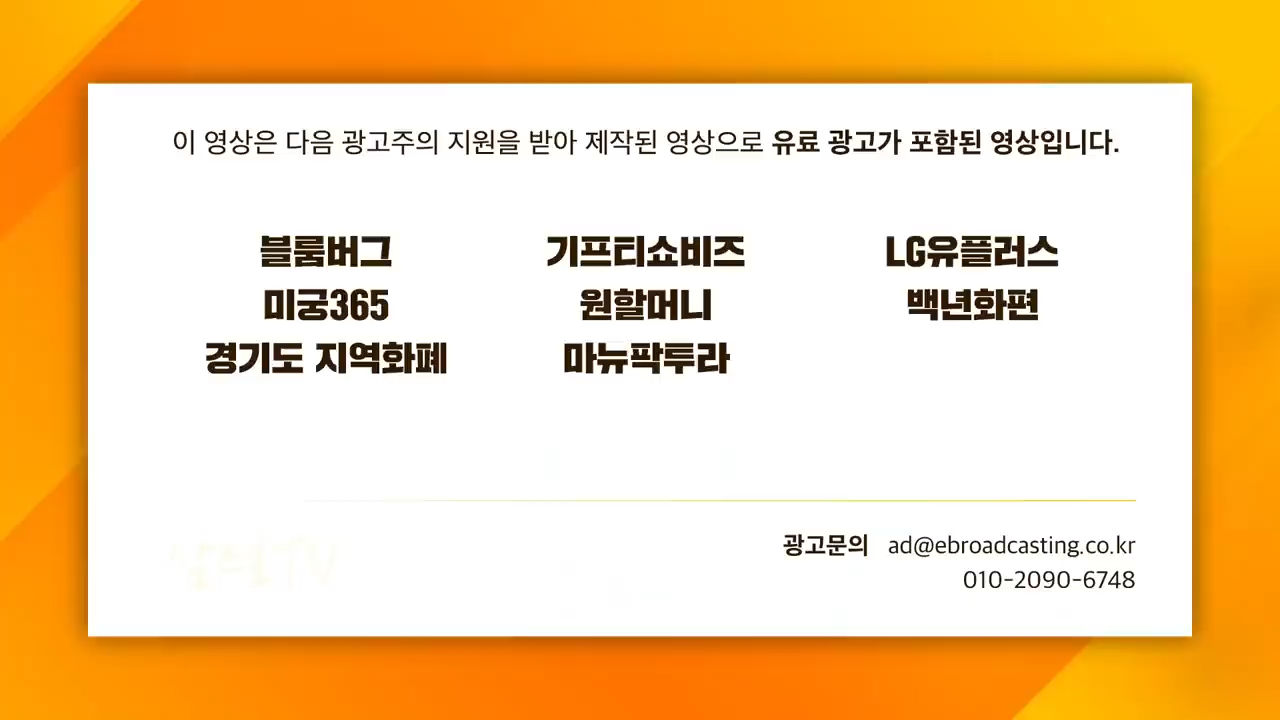 이 영상은 다음 광고주의 지원을 받아 제작된 영상으로 유료 광고가 포함된 영상입니다.
블룸버그 기프티쇼비즈 LG유플러스
미궁365 원할머니 백년화편
경기도 지역화폐 마뉴팍투라
광고문의 ad@ebroadcasting.co.kr
010-2090-6748